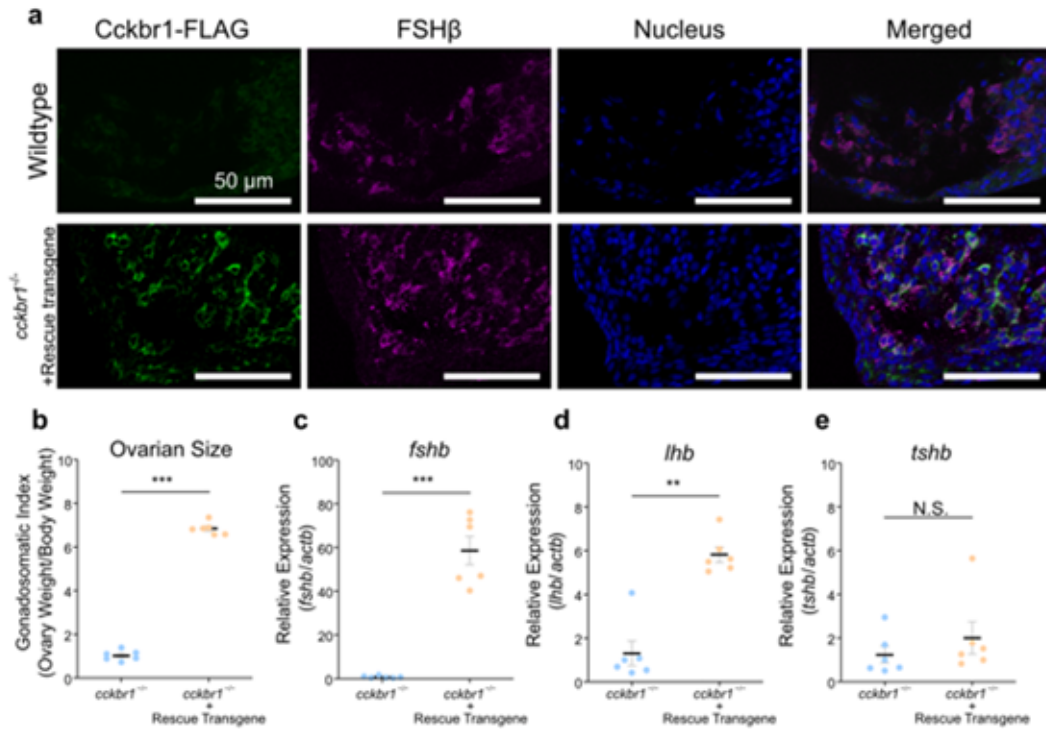 a
Cckbr1-FLAG FSHβ Nucleus Merged
Wildtype
50 μm
cckbr1-/-
+Rescue transgene
b c d e
Ovarian Size fshb lhb tshb
Gonadosomatic Index
(Ovary Weight/Body Weight)
10
8
6
4
2
0
***
cckbr1-/- cckbr1-/-
+
Rescue Transgene
Relative Expression
(fshb/actb)
100
80
60
40
20
0
***
cckbr1-/- cckbr1-/-
+
Rescue Transgene
Relative Expression
(lhb/actb)
10
8
6
4
2
0
**
cckbr1-/- cckbr1-/-
+
Rescue Transgene
Relative Expression
(tshb/actb)
10
8
6
4
2
0
N.S.
cckbr1-/- cckbr1-/-
+
Rescue Transgene